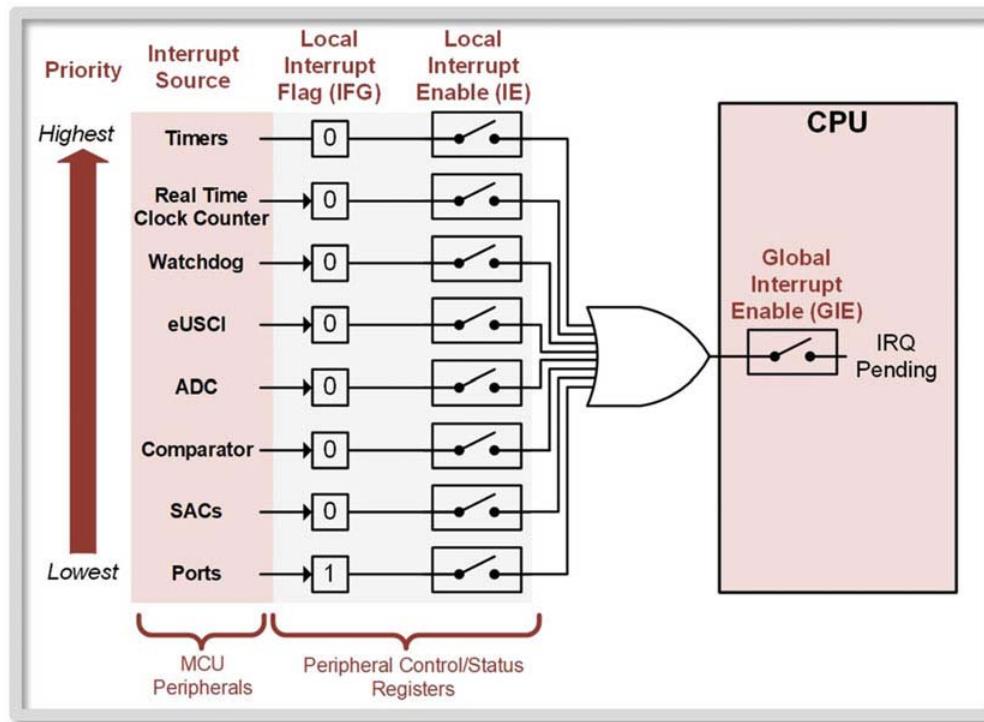 Priority
Interrupt
Source
Local
Interrupt
Flag (IFG)
Local
Interrupt
Enable (IE)
Highest
Timers
0
Real Time
Clock Counter
0
Watchdog
0
eUSCI
0
ADC
0
Comparator
0
SACs
0
Lowest
Ports
1
CPU
Global
Interrupt
Enable (GIE)
IRQ
Pending
MCU
Peripherals
Peripheral Control/Status
Registers